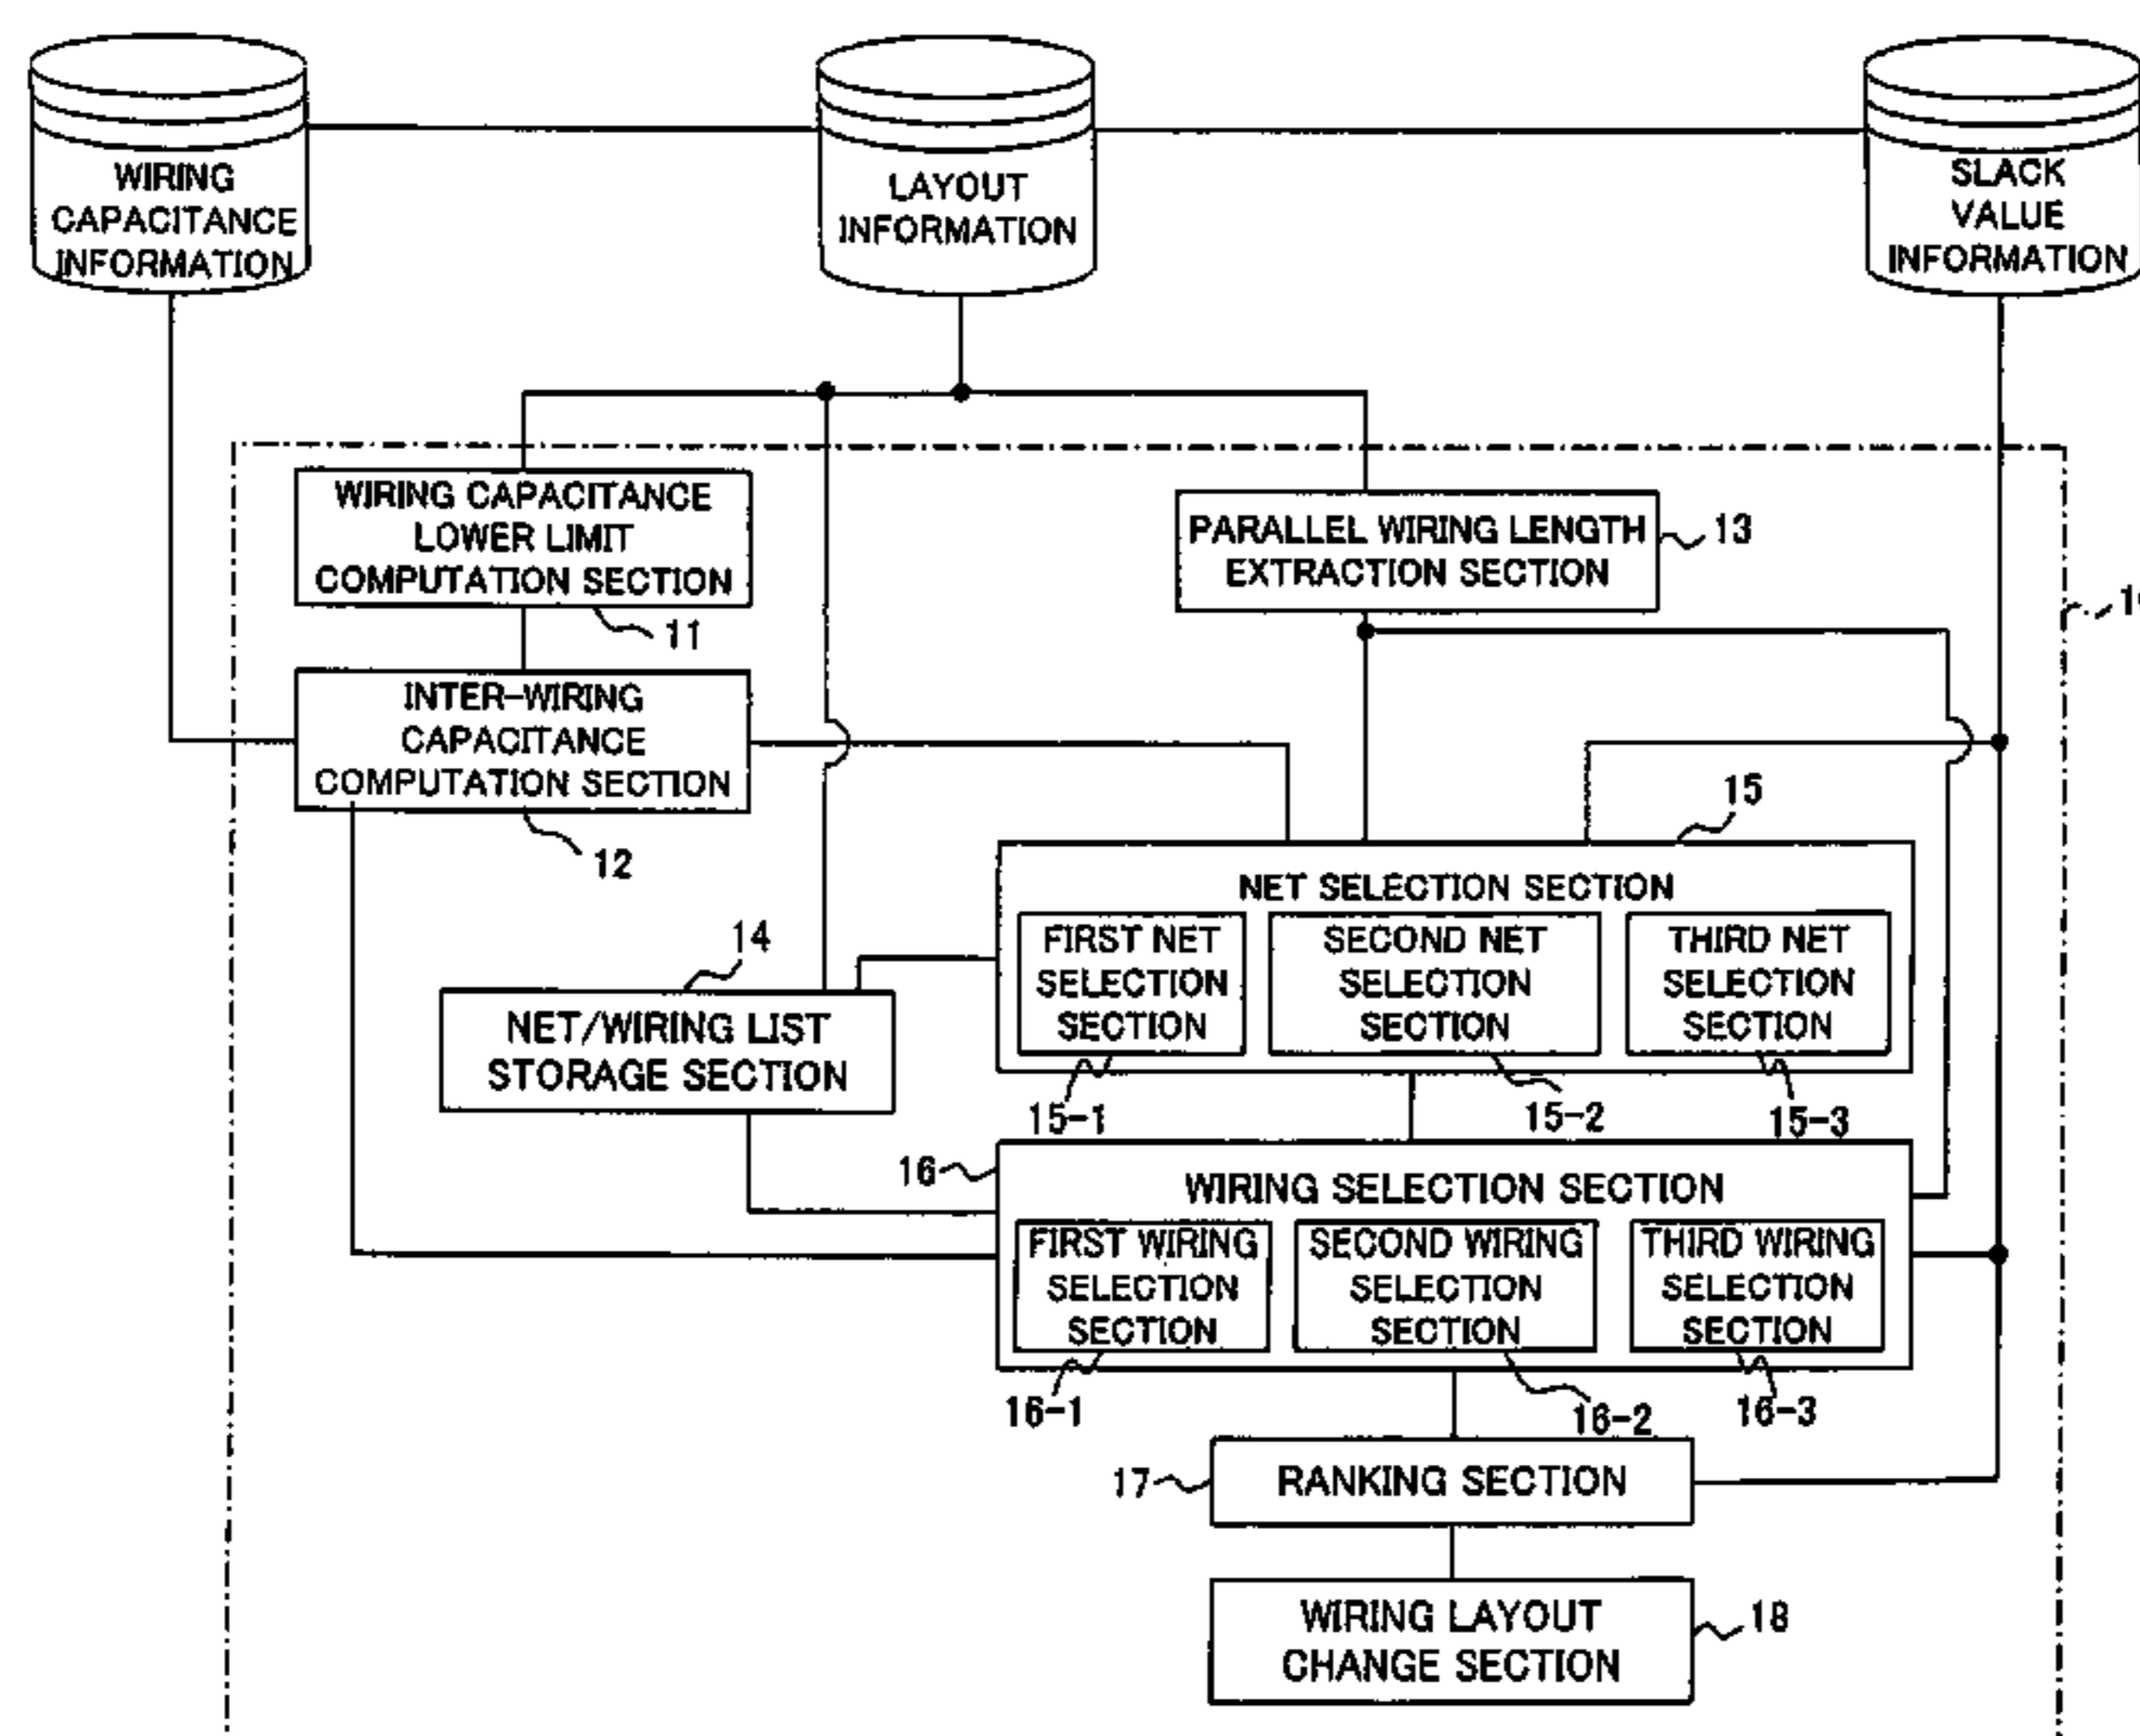 WIRING
CAPACITANCE
INFORMATION
LAYOUT
INFORMATION
SLACK
VALUE
INFORMATION
WIRING CAPACITANCE
LOWER LIMIT
COMPUTATION SECTION
11
PARALLEL WIRING LENGTH
EXTRACTION SECTION
13
INTER-WIRING
CAPACITANCE
COMPUTATION SECTION
12
15
NET SELECTION SECTION
FIRST NET
SELECTION
SECTION
15-1
SECOND NET
SELECTION
SECTION
15-2
THIRD NET
SELECTION
SECTION
15-3
14
NET/WIRING LIST
STORAGE SECTION
16
WIRING SELECTION SECTION
FIRST WIRING
SELECTION
SECTION
16-1
SECOND WIRING
SELECTION
SECTION
16-2
THIRD WIRING
SELECTION
SECTION
16-3
17
RANKING SECTION
WIRING LAYOUT
CHANGE SECTION
18